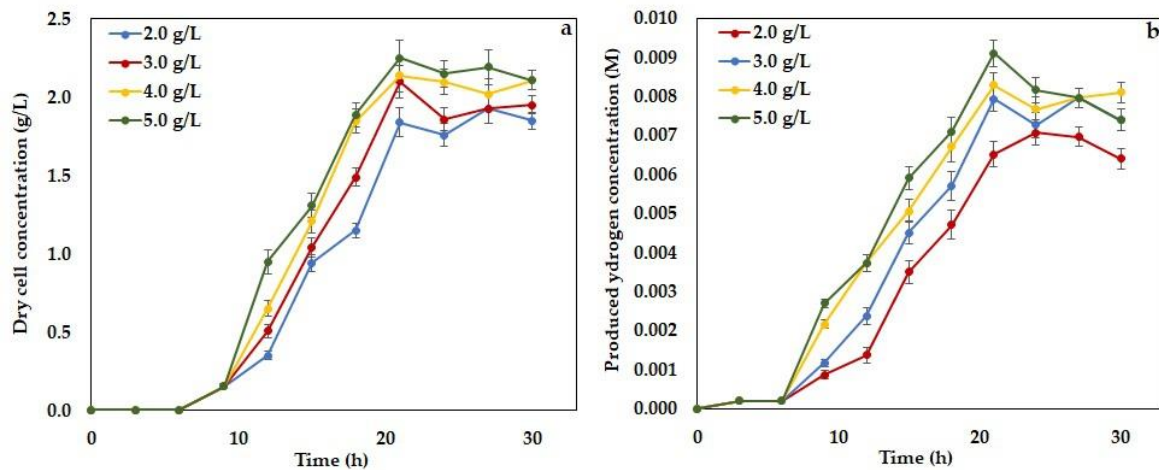 2.5
2.0
1.5
1.0
0.5
0.0
0
10
20
30
Dry cell concentration (g/L)
Time (h)
2.0 g/L
3.0 g/L
4.0 g/L
5.0 g/L
a
0.010
0.009
0.008
0.007
0.006
0.005
0.004
0.003
0.002
0.001
0.000
0
10
20
30
Produced ydrogen concentration (M)
Time (h)
2.0 g/L
3.0 g/L
4.0 g/L
5.0 g/L
b